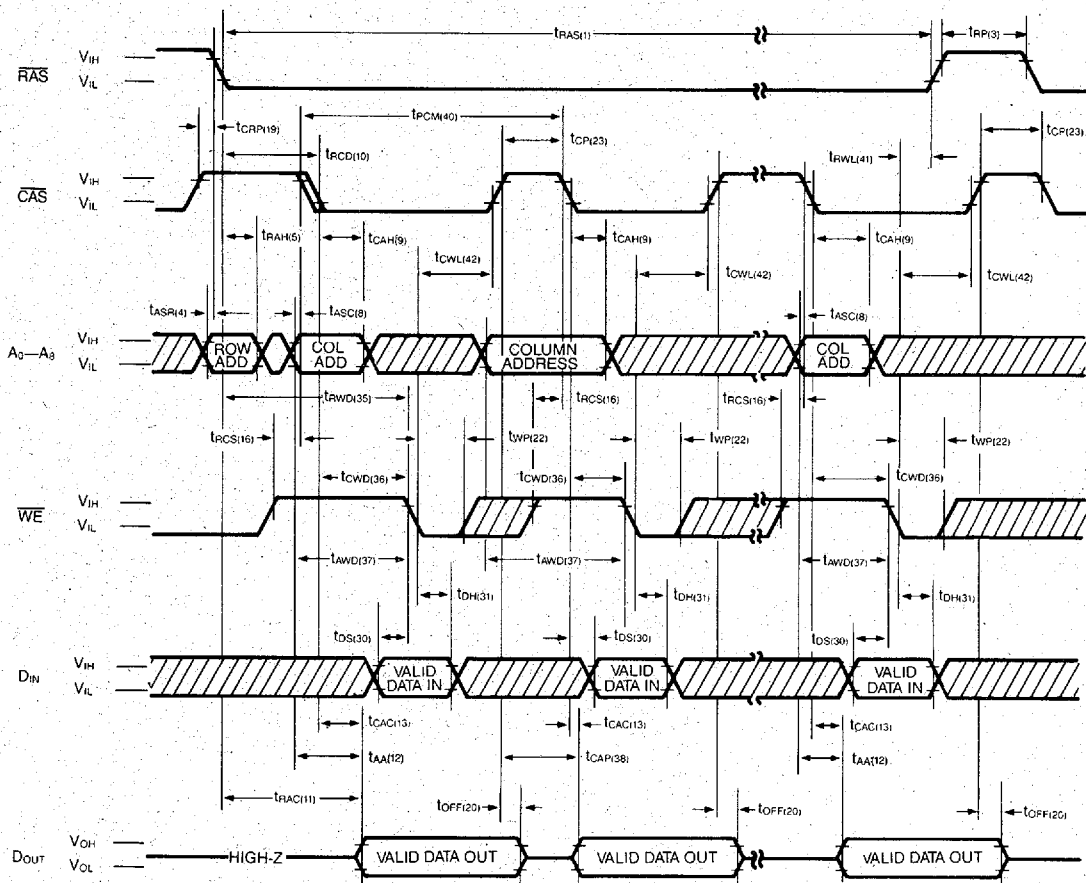 tRAS(1) tRP(3)
RAS VIH
VIL
tPCM(40)
tCRP(19) tCP(23) tCP(23)
tRCD(10) tRWL(41)
CAS VIH
VIL
tRAH(5) tCAH(9) tCAH(9) tCAH(9)
tCWL(42) tCWL(42) tCWL(42)
tASR(4) tASC(8) tASC(8)
A0—A8 VIH
VIL
ROW ADD
COL ADD
COLUMN ADDRESS
COL ADD.
tRWD(35) tRCS(16) tRCS(16)
tRCS(16) tWP(22) tWP(22) tWP(22)
tCWD(36) tCWD(36) tCWD(36)
WE VIH
VIL
tAWD(37) tAWD(37) tAWD(37)
tDH(31) tDH(31) tDH(31)
tDS(30) tDS(30) tDS(30)
DIN VIH
VIL
VALID DATA IN
VALID DATA IN
VALID DATA IN
tCAC(13) tCAC(13) tCAC(13)
tAA(12) tCAP(38) tAA(12)
tRAC(11)
tOFF(20) tOFF(20) tOFF(20)
DOUT VOH
VOL
HIGH-Z VALID DATA OUT VALID DATA OUT VALID DATA OUT